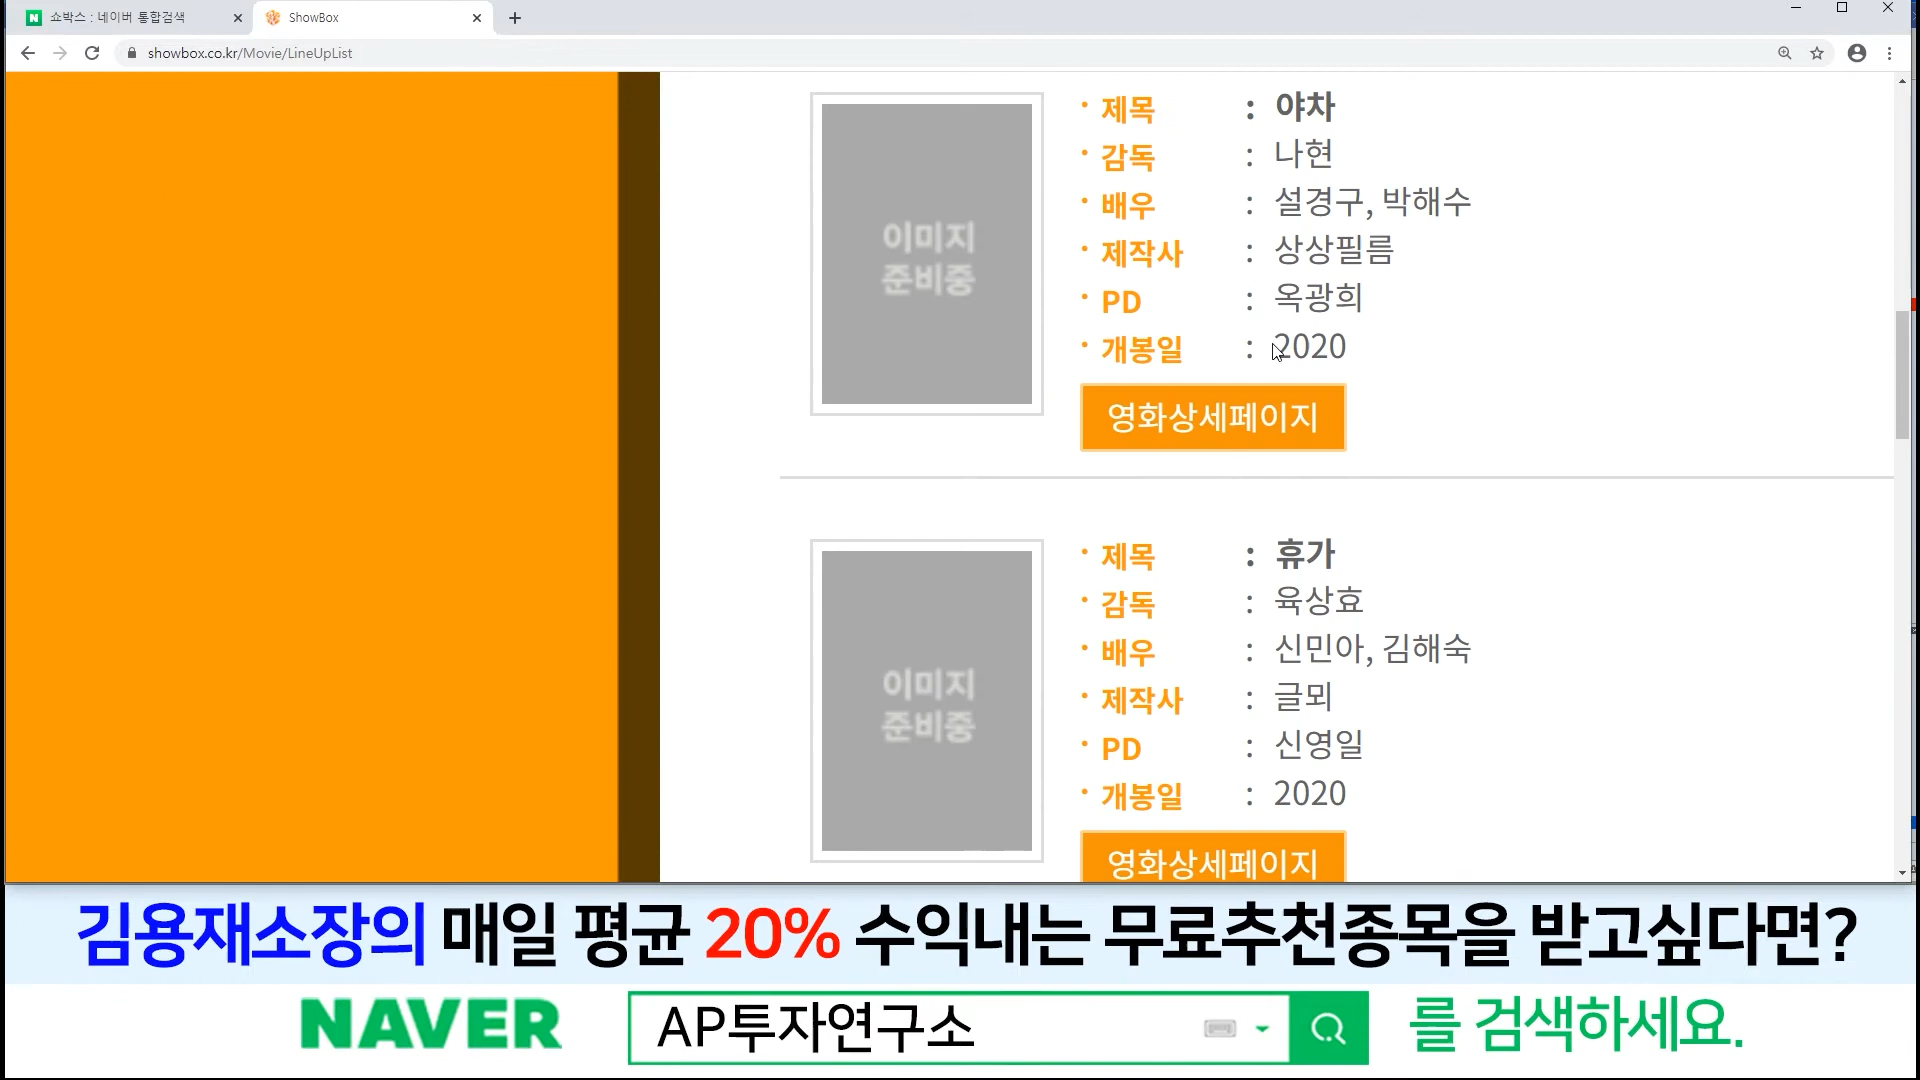 쇼박스 : 네이버 통합검색
ShowBox
showbox.co.kr/Movie/LineUpList
이미지
준비중
· 제목 : 야차
· 감독 : 나현
· 배우 : 설경구, 박해수
· 제작사 : 상상필름
· PD : 옥광희
· 개봉일 : 2020
영화상세페이지
이미지
준비중
· 제목 : 휴가
· 감독 : 육상효
· 배우 : 신민아, 김해숙
· 제작사 : 글뫼
· PD : 신영일
· 개봉일 : 2020
영화상세페이지
김용재소장의 매일 평균 20% 수익내는 무료추천종목을 받고싶다면?
NAVER AP투자연구소 를 검색하세요.